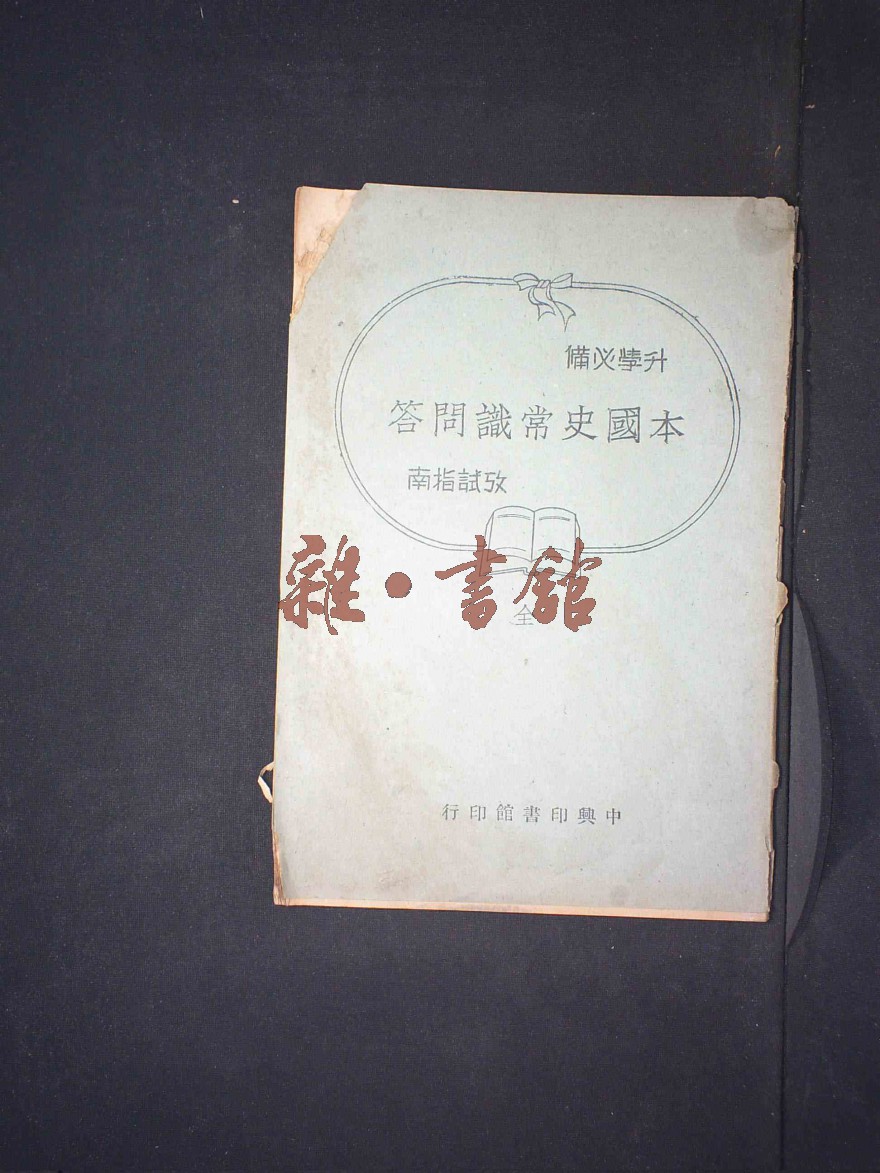 升學必備
本國史常識問答
攷試指南
雜·書館
全
中興印書館印行